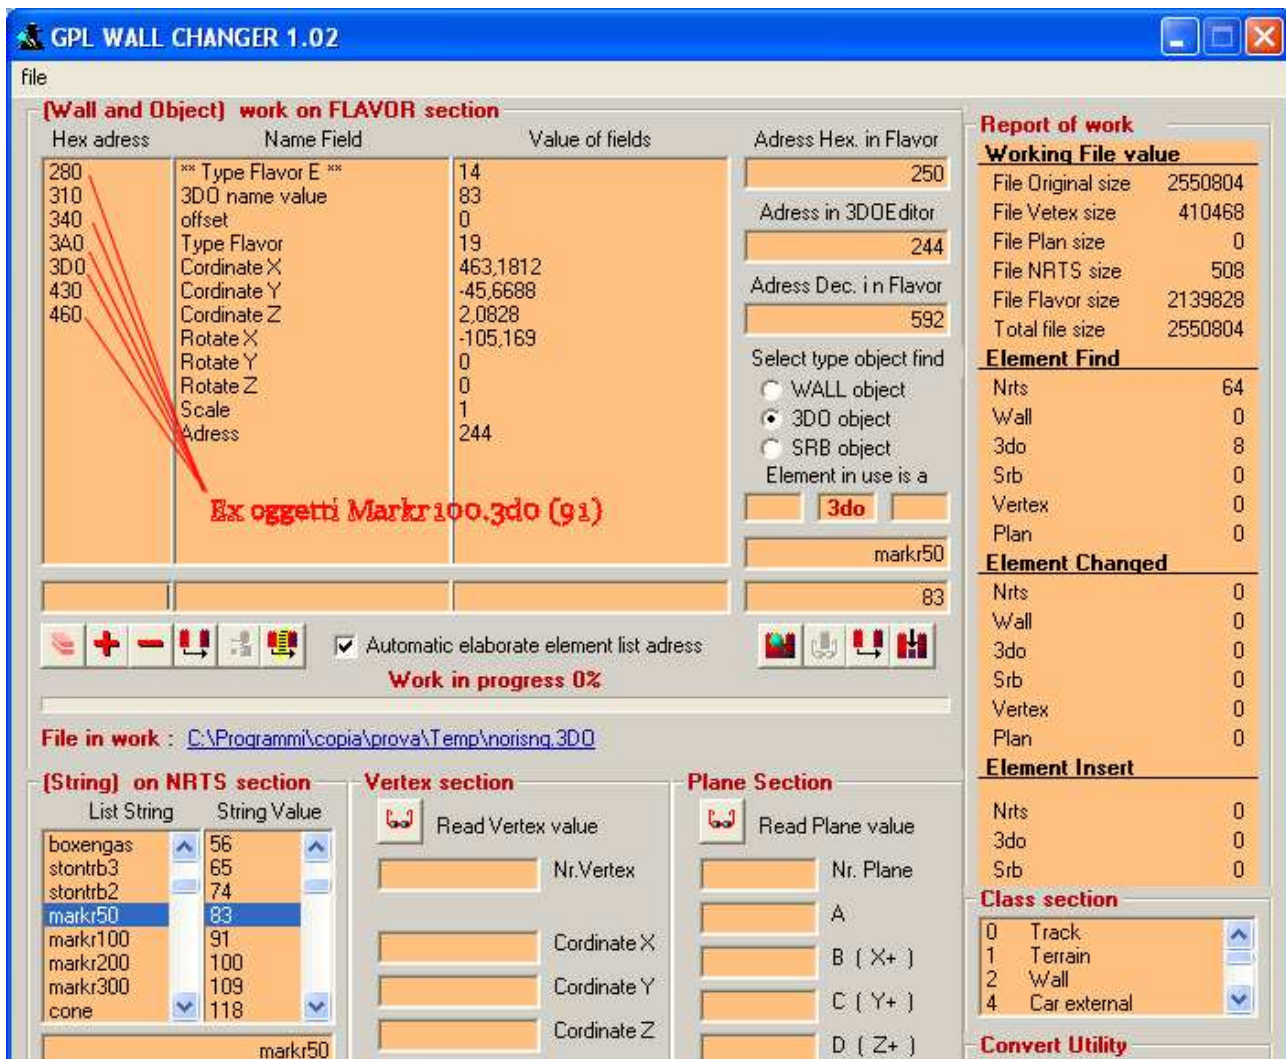 GPL WALL CHANGER 1.02
file
(Wall and Object) work on FLAVOR section
Hex adress Name Field Value of fields
280 ** Type Flavor E ** 14
310 3DO name value 83
340 offset 0
3A0 Type Flavor 19
3D0 Cordinate X 463,1812
430 Cordinate Y -45,6688
460 Cordinate Z 2,0828
Rotate X -105,169
Rotate Y 0
Rotate Z 0
Scale 1
Adress 244
Ex oggetti Markr100.3d0 (91)
Adress Hex. in Flavor
250
Adress in 3DOEditor
244
Adress Dec. in Flavor
592
Select type object find
WALL object
3DO object
SRB object
Element in use is a
3do
markr50
83
Automatic elaborate element list adress
Work in progress 0%
File in work : C:\Programmi\copia\prova\Temp\norisng.3DO
Report of work
Working File value
File Original size 2550804
File Vetex size 410468
File Plan size 0
File NRTS size 508
File Flavor size 2139828
Total file size 2550804
Element Find
Nrts 64
Wall 0
3do 8
Srb 0
Vertex 0
Plan 0
Element Changed
Nrts 0
Wall 0
3do 0
Srb 0
Vertex 0
Plan 0
Element Insert
Nrts 0
3do 0
Srb 0
(String) on NRTS section
List String String Value
boxengas 56
stontrb3 65
stontrb2 74
markr50 83
markr100 91
markr200 100
markr300 109
cone 118
markr50
Vertex section
Read Vertex value
Nr.Vertex
Cordinate X
Cordinate Y
Cordinate Z
Plane Section
Read Plane value
Nr. Plane
A
B ( X+ )
C ( Y+ )
D ( Z+ )
Class section
0 Track
1 Terrain
2 Wall
4 Car external
Convert Utility